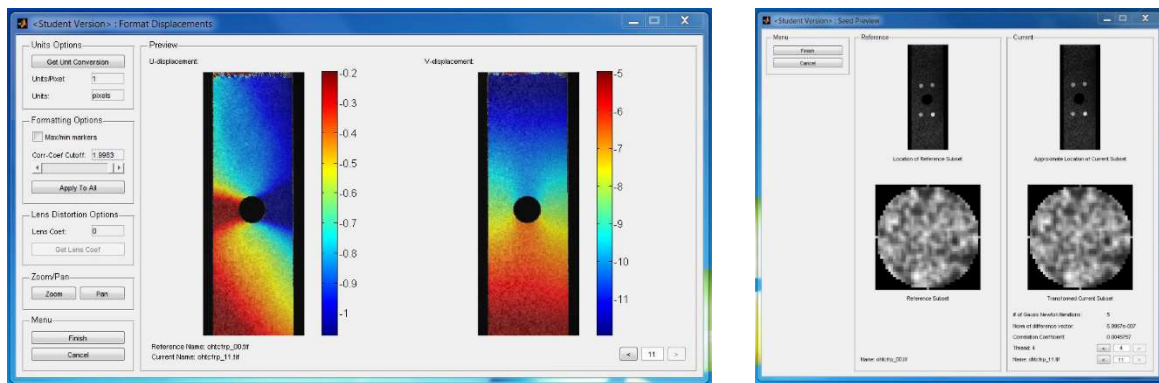 <Student Version> : Format Displacements
Units Options
Get Unit Conversion
Units/Pixel 1
Units: pixels
Formatting Options
Max/min markers
Corr-Coef Cutoff: 1.9983
Apply To All
Lens Distortion Options
Lens Coef: 0
Get Lens Coef
Zoom/Pan
Zoom Pan
Menu
Finish
Cancel
Preview
U-displacement:
-0.2
-0.3
-0.4
-0.5
-0.6
-0.7
-0.8
-0.9
-1
V-displacement:
-5
-6
-7
-8
-9
-10
-11
Reference Name: ohtcfrp_00.tif
Current Name: ohtcfrp_11.tif
< 11 >
<Student Version> : Seed Preview
Menu
Finish
Cancel
Reference
Location of Reference Subset
Reference Subset
Name: ohtcfrp_00.tif
Current
Approximate Location of Current Subset
Transformed Current Subset
# of Gauss Newton Iterations: 5
Norm of difference vector:
Correlation Coefficient:
Thread: 4 < 4 >
Name: ohtcfrp_11.tif < 11 >